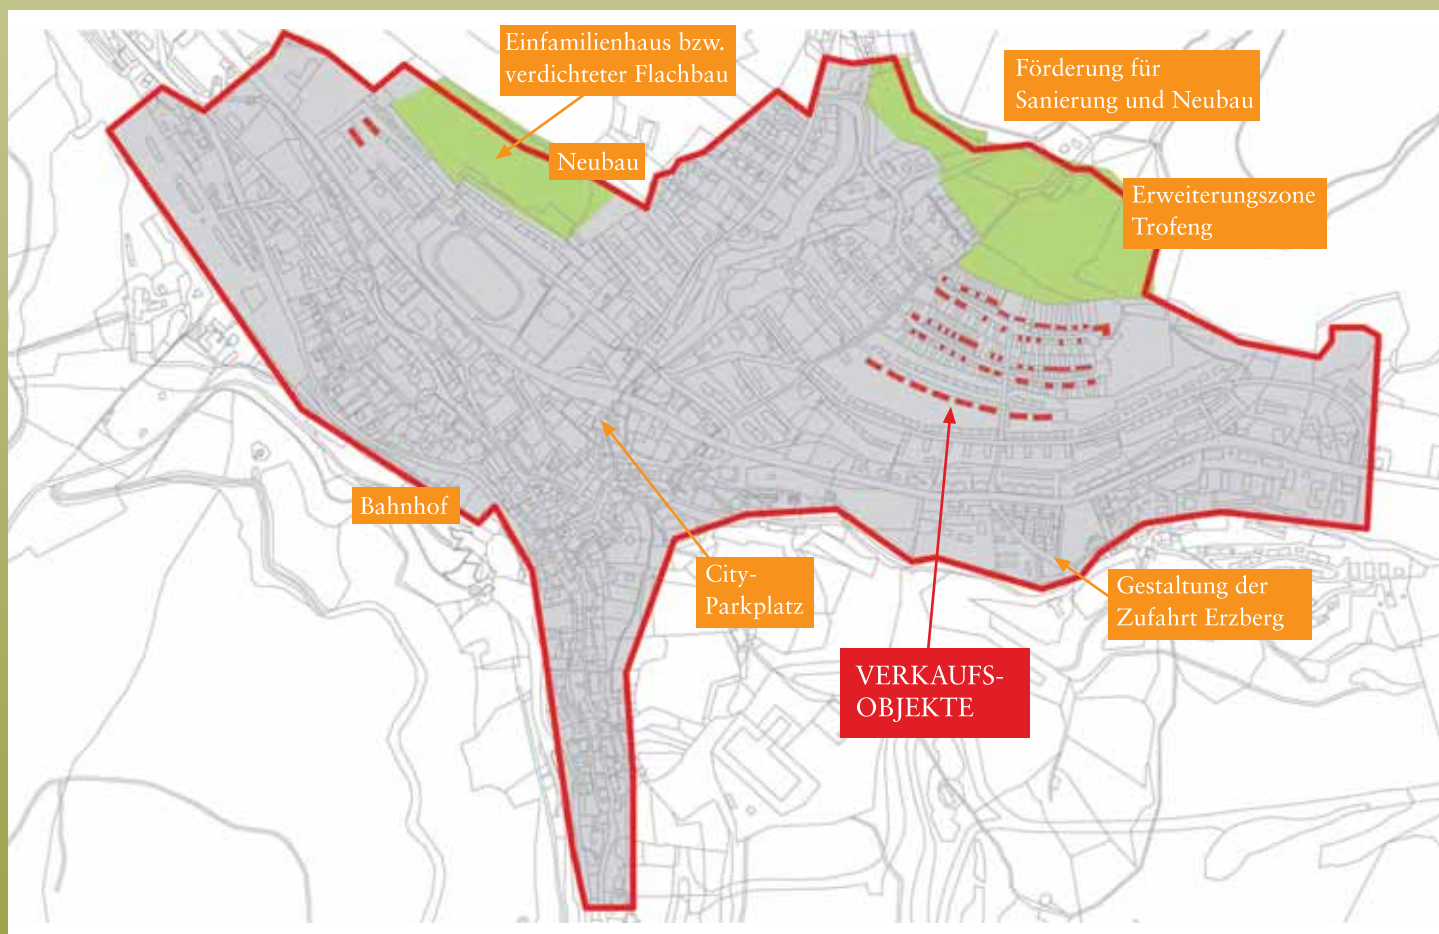 Einfamilienhaus bzw.
verdichteter Flachbau
Neubau
Förderung für
Sanierung und Neubau
Erweiterungszone
Trofeng
Bahnhof
City-
Parkplatz
Gestaltung der
Zufahrt Erzberg
VERKAUFS-
OBJEKTE